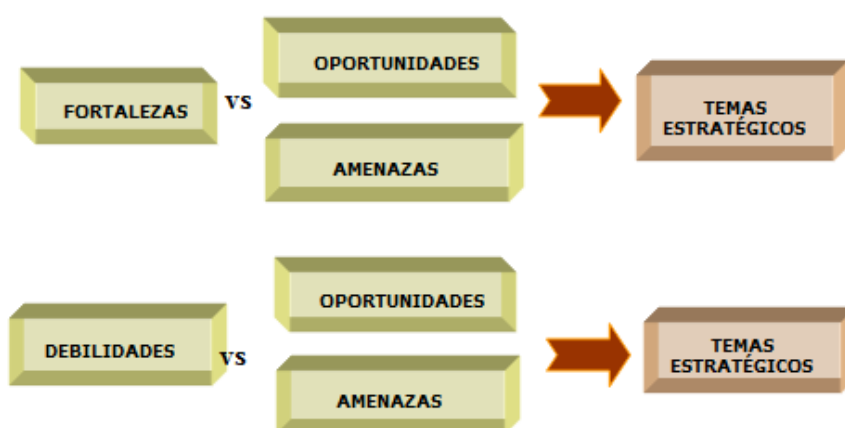 OPORTUNIDADES
FORTALEZAS
vs
AMENAZAS
TEMAS
ESTRATÉGICOS
OPORTUNIDADES
DEBILIDADES
vs
AMENAZAS
TEMAS
ESTRATÉGICOS